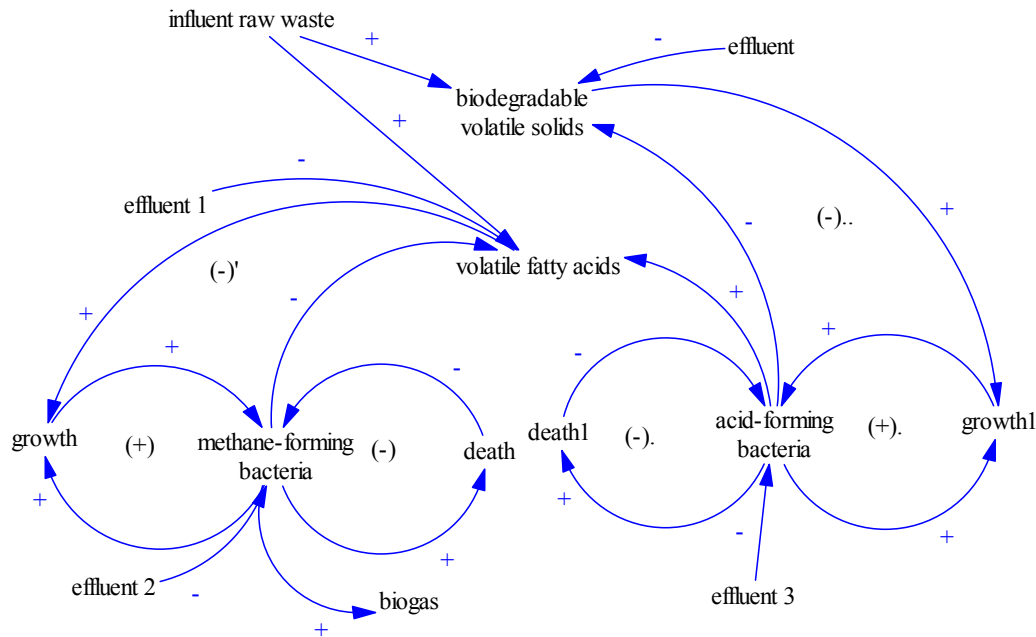 influent raw waste
+
-
effluent
biodegradable
volatile solids
+
-
effluent 1
+
-
(-)..
(-)'
volatile fatty acids
-
+
+
+
+
-
-
growth
(+)
methane-forming
bacteria
(-)
death
death1
(-).
acid-forming
bacteria
(+).
growth1
+
+
+
-
+
effluent 2
-
biogas
+
effluent 3